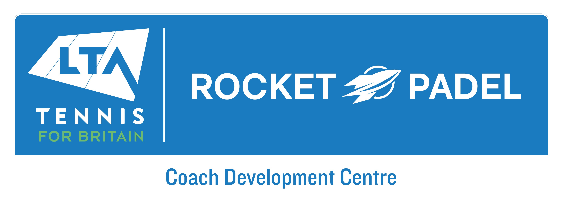 LTA
TENNIS
FOR BRITAIN
ROCKET PADEL
Coach Development Centre